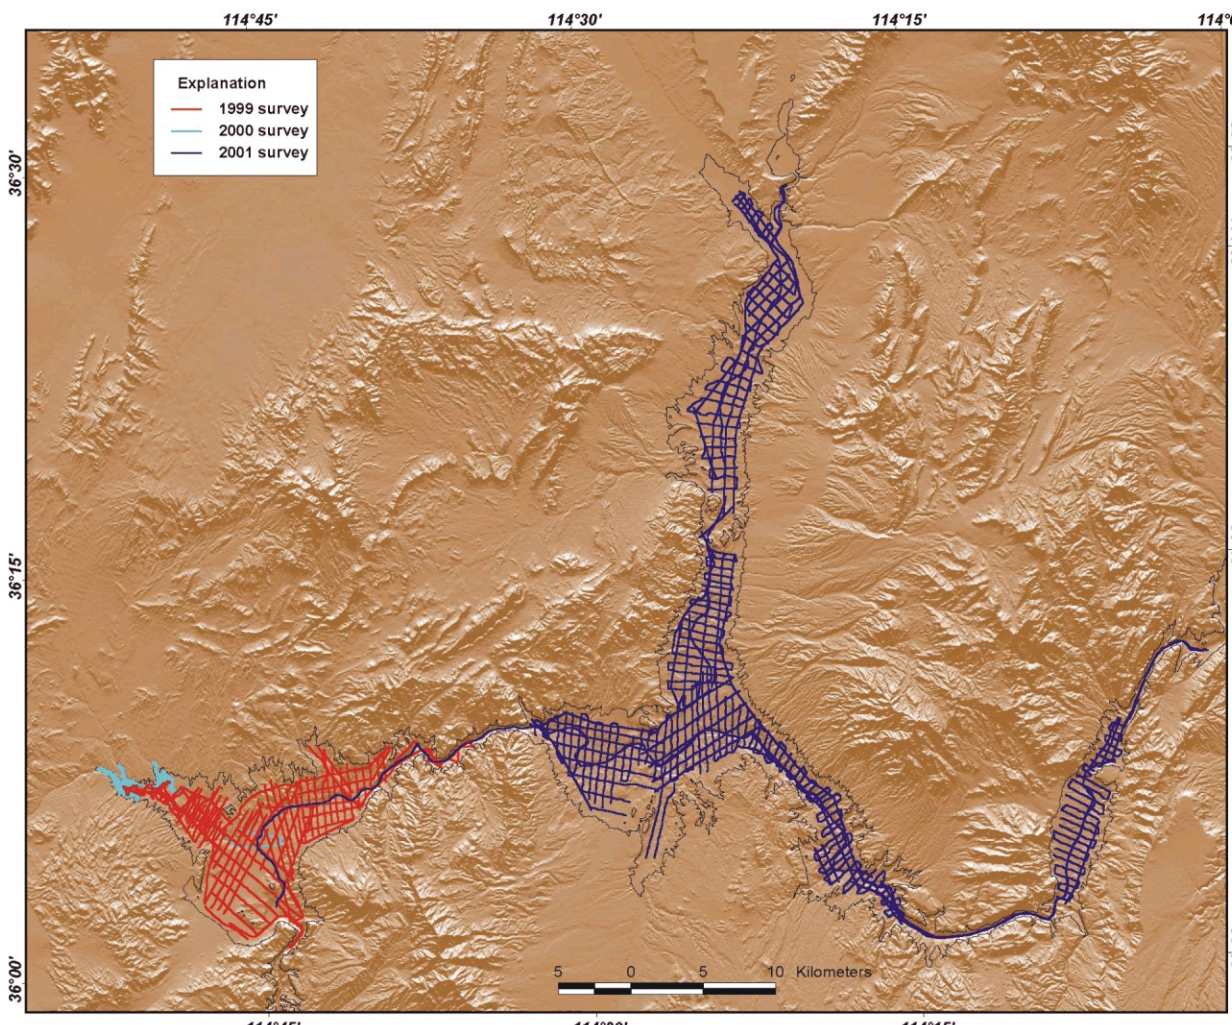 114°45' 114°30' 114°15'
Explanation
1999 survey
2000 survey
2001 survey
36°30'
36°15'
36°00'
5 0 5 10 Kilometers